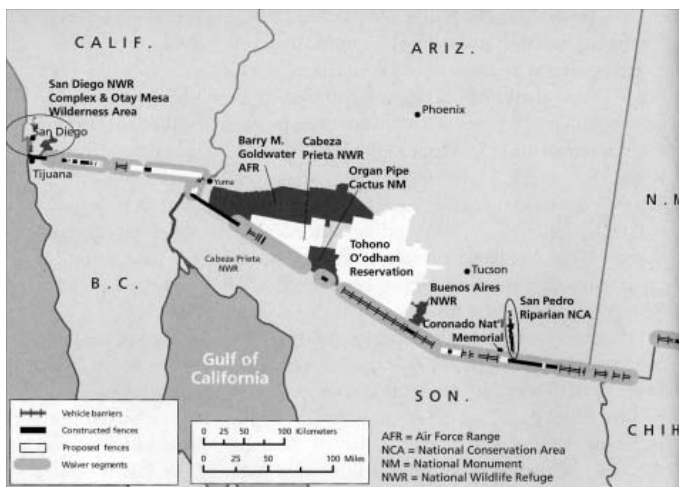 CALIF.
ARIZ.
San Diego NWR
Complex & Otay Mesa
Wilderness Area
San Diego
Tijuana
Yuma
Phoenix
Barry M.
Goldwater
AFR
Cabeza
Prieta NWR
Organ Pipe
Cactus NM
N. M
Cabeza Prieta
NWR
Tohono
O'odham
Reservation
Tucson
Buenos Aires
NWR
San Pedro
Riparian NCA
Coronado Nat'l
Memorial
B.C.
Gulf of
California
SON.
CHIH
Vehicle barriers
Constructed fences
Proposed fences
Waiver segments
0 50 100 Kilometers
0 50 100 Miles
AFR = Air Force Range
NCA = National Conservation Area
NM = National Monument
NWR = National Wildlife Refuge